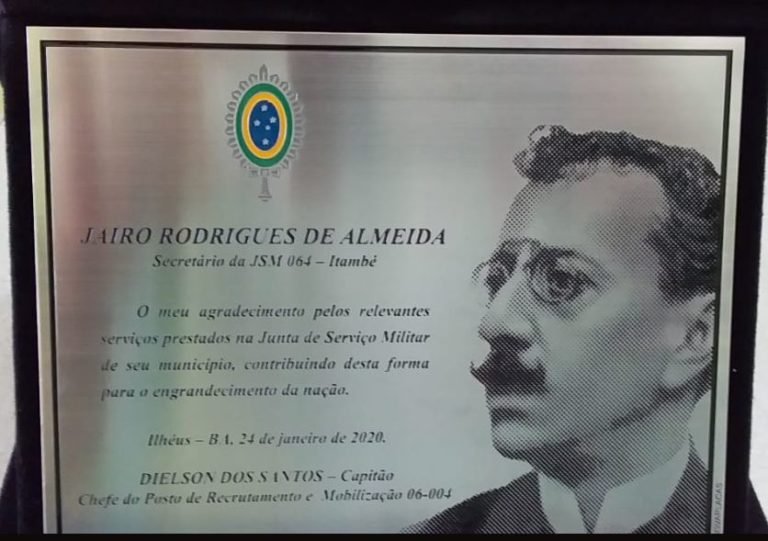 JAIRO RODRIGUES DE ALMEIDA
Secretário da JSM 064 – Itambé
O meu agradecimento pelos relevantes
serviços prestados na Junta de Serviço Militar
de seu município, contribuindo desta forma
para o engrandecimento da nação.
Ilhéus – BA, 24 de janeiro de 2020.
DIELSON DOS SANTOS – Capitão
Chefe do Posto de Recrutamento e Mobilização 06-004